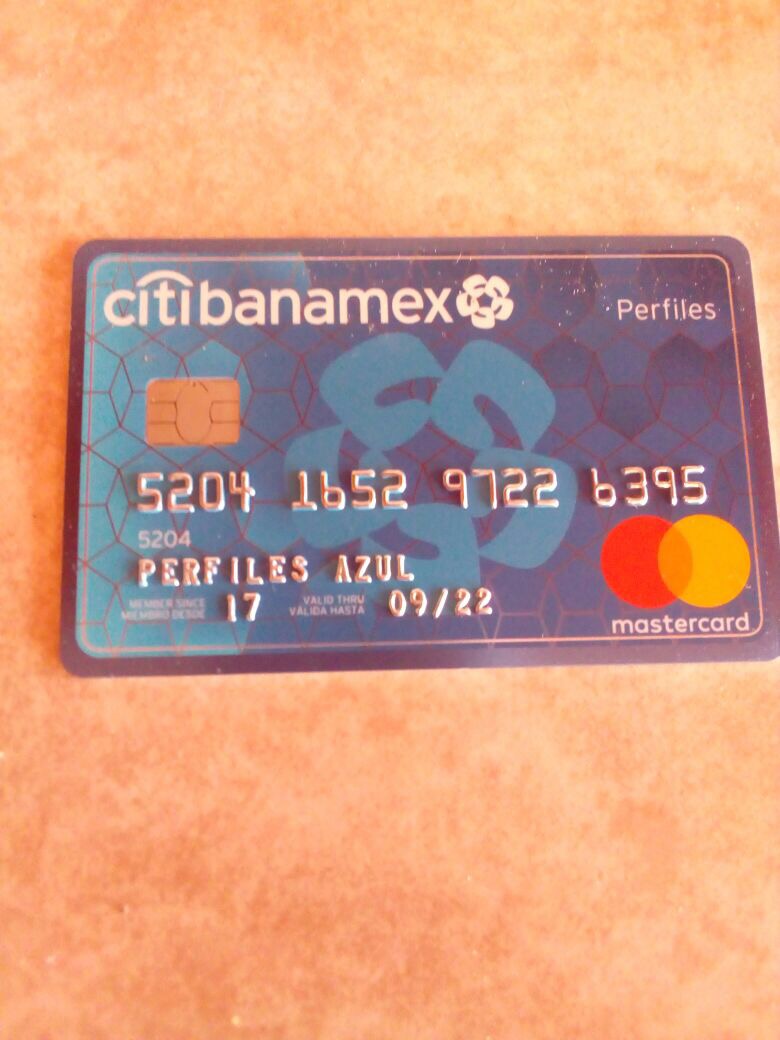 citibanamex
Perfiles
5204 1652 9722 6395
5204
PERFILES AZUL
MEMBER SINCE
MIEMBRO DESDE
17
VALID THRU
VÁLIDA HASTA
09/22
mastercard